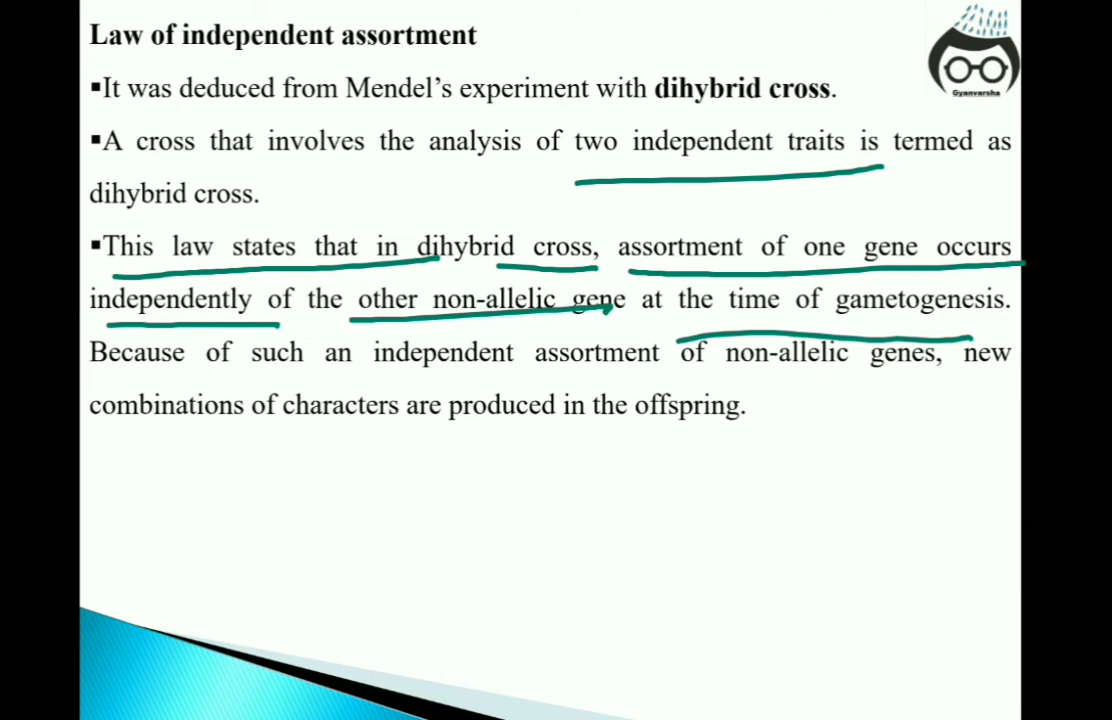 Law of independent assortment
▪It was deduced from Mendel’s experiment with dihybrid cross.
▪A cross that involves the analysis of two independent traits is termed as
dihybrid cross.
▪This law states that in dihybrid cross, assortment of one gene occurs
independently of the other non-allelic gene at the time of gametogenesis.
Because of such an independent assortment of non-allelic genes, new
combinations of characters are produced in the offspring.
Gyanvarsha